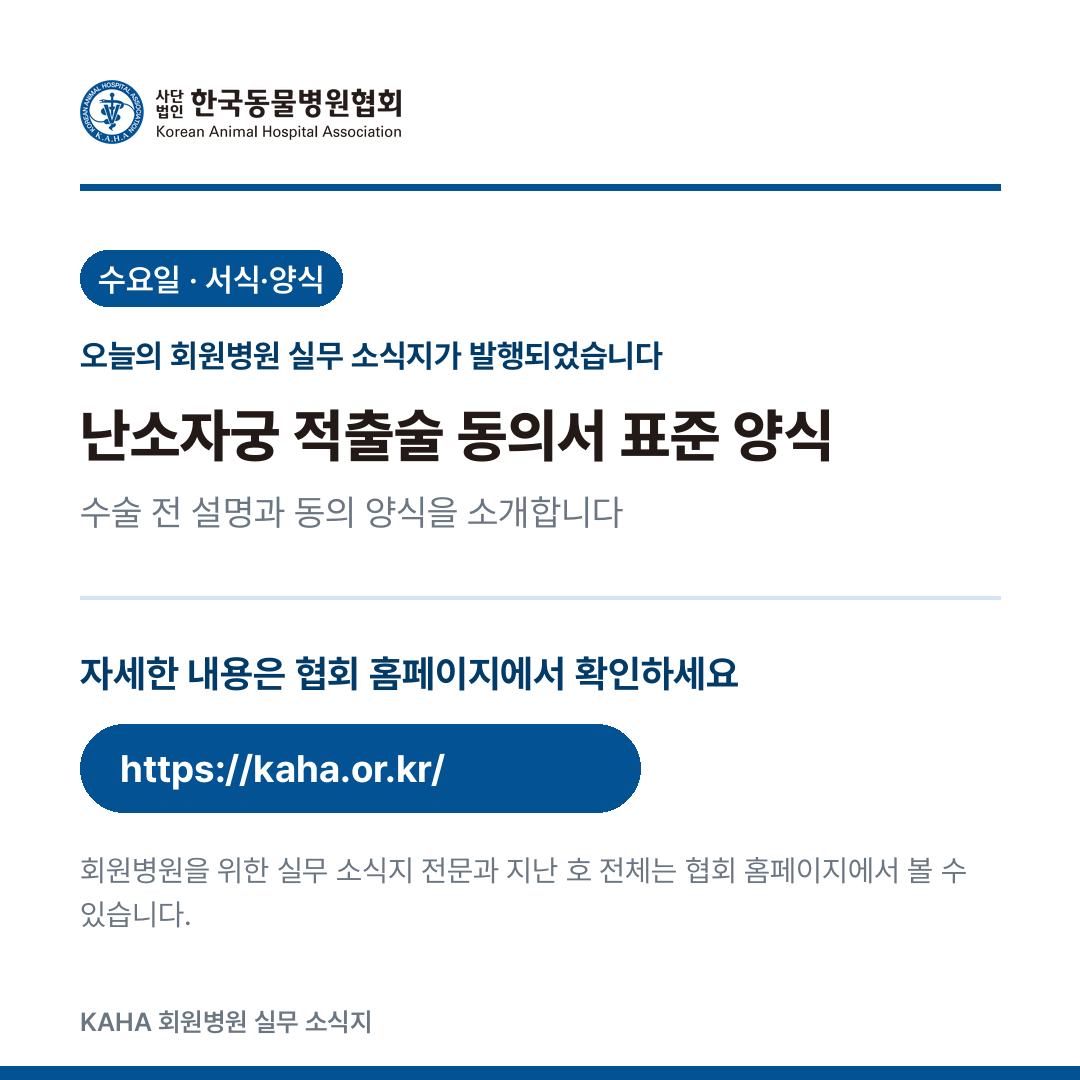 KOREAN ANIMAL HOSPITAL ASSOCIATION
K.A.H.A
사단법인 한국동물병원협회
Korean Animal Hospital Association
수요일 · 서식·양식
오늘의 회원병원 실무 소식지가 발행되었습니다
난소자궁 적출술 동의서 표준 양식
수술 전 설명과 동의 양식을 소개합니다
자세한 내용은 협회 홈페이지에서 확인하세요
https://kaha.or.kr/
회원병원을 위한 실무 소식지 전문과 지난 호 전체는 협회 홈페이지에서 볼 수
있습니다.
KAHA 회원병원 실무 소식지